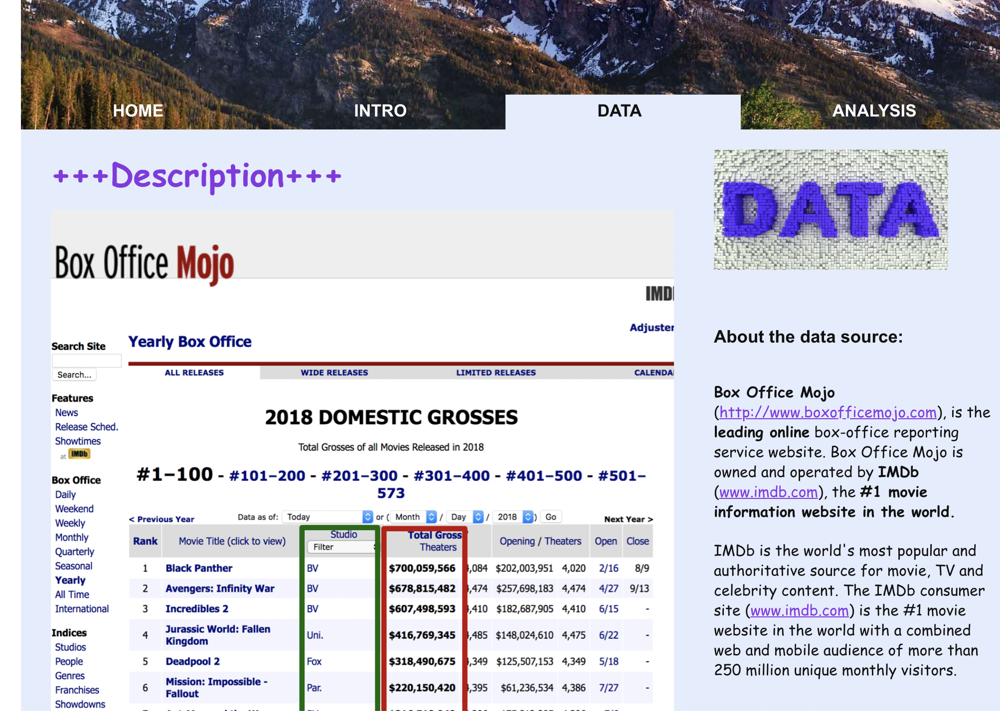 HOME INTRO DATA ANALYSIS
+++Description+++
Box Office Mojo
IMD
Adjuster
Search Site
Search...
Features
News
Release Sched.
Showtimes
at IMDb
Box Office
Daily
Weekend
Weekly
Monthly
Quarterly
Seasonal
Yearly
All Time
International
Indices
Studios
People
Genres
Franchises
Showdowns
Yearly Box Office
ALL RELEASES WIDE RELEASES LIMITED RELEASES CALENDA
2018 DOMESTIC GROSSES
Total Grosses of all Movies Released in 2018
#1–100 - #101–200 - #201–300 - #301–400 - #401–500 - #501–
573
< Previous Year Data as of: Today or ( Month / Day / 2018 ) Go Next Year >
Rank Movie Title (click to view) Studio Filter Total Gross Theaters Opening / Theaters Open Close
1 Black Panther BV $700,059,566 ,084 $202,003,951 4,020 2/16 8/9
2 Avengers: Infinity War BV $678,815,482 ,474 $257,698,183 4,474 4/27 9/13
3 Incredibles 2 BV $607,498,593 ,410 $182,687,905 4,410 6/15 -
4 Jurassic World: Fallen Kingdom Uni. $416,769,345 ,485 $148,024,610 4,475 6/22 -
5 Deadpool 2 Fox $318,490,675 ,349 $125,507,153 4,349 5/18 -
6 Mission: Impossible - Fallout Par. $220,150,420 ,395 $61,236,534 4,386 7/27 -
DATA
About the data source:
Box Office Mojo
(http://www.boxofficemojo.com), is the
leading online box-office reporting
service website. Box Office Mojo is
owned and operated by IMDb
(www.imdb.com), the #1 movie
information website in the world.
IMDb is the world's most popular and
authoritative source for movie, TV and
celebrity content. The IMDb consumer
site (www.imdb.com) is the #1 movie
website in the world with a combined
web and mobile audience of more than
250 million unique monthly visitors.